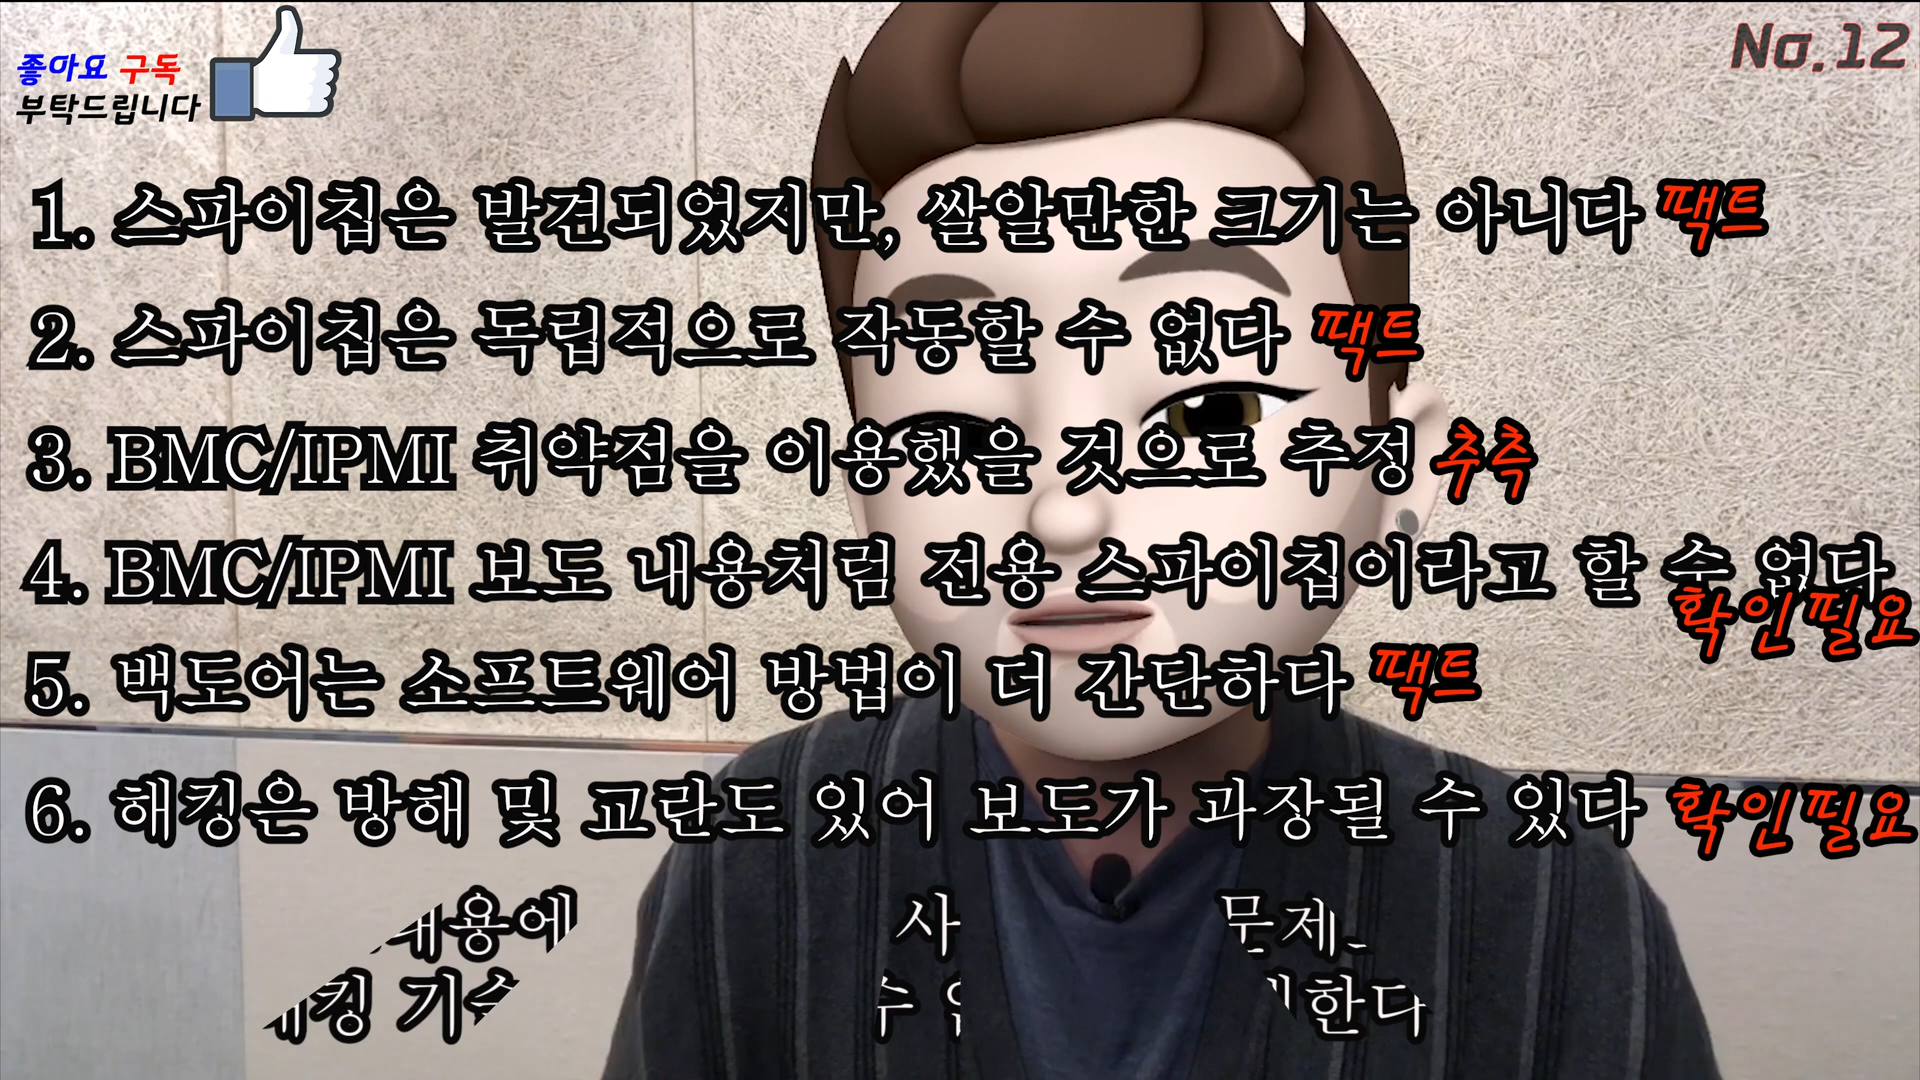 좋아요 구독
부탁드립니다
No.12
1. 스파이칩은 발견되었지만, 쌀알만한 크기는 아니다 팩트
2. 스파이칩은 독립적으로 작동할 수 없다 팩트
3. BMC/IPMI 취약점을 이용했을 것으로 추정 추측
4. BMC/IPMI 보도 내용처럼 전용 스파이칩이라고 할 수 없다
확인필요
5. 백도어는 소프트웨어 방법이 더 간단하다 팩트
6. 해킹은 방해 및 교란도 있어 보도가 과장될 수 있다 확인필요